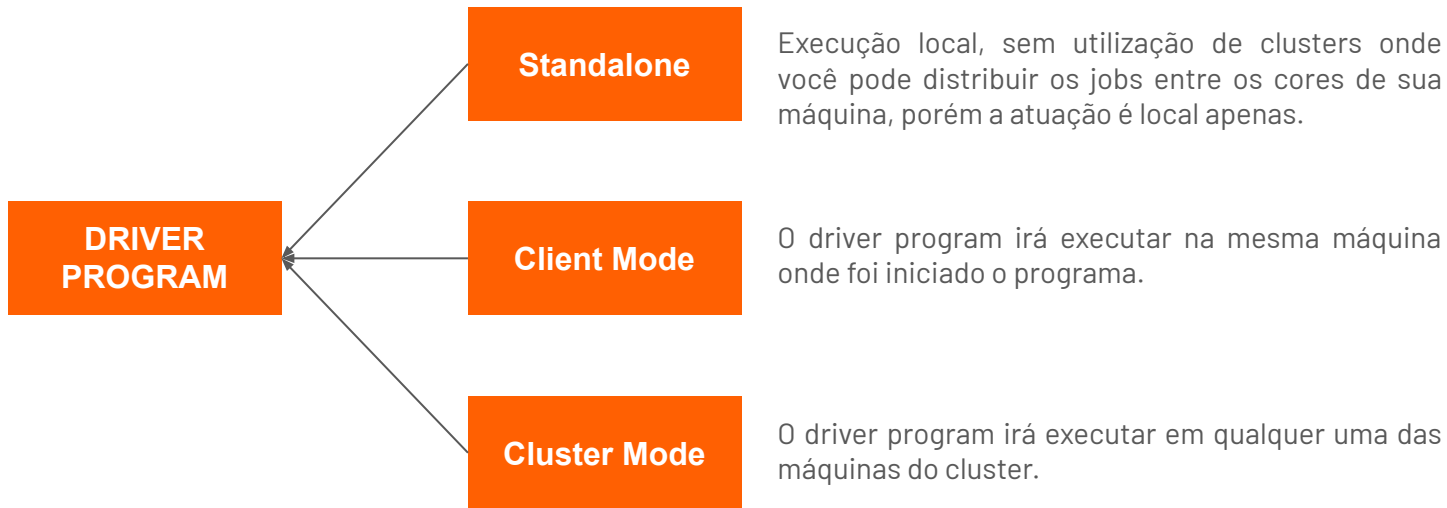 Standalone
Execução local, sem utilização de clusters onde
você pode distribuir os jobs entre os cores de sua
máquina, porém a atuação é local apenas.
DRIVER
PROGRAM
Client Mode
O driver program irá executar na mesma máquina
onde foi iniciado o programa.
Cluster Mode
O driver program irá executar em qualquer uma das
máquinas do cluster.